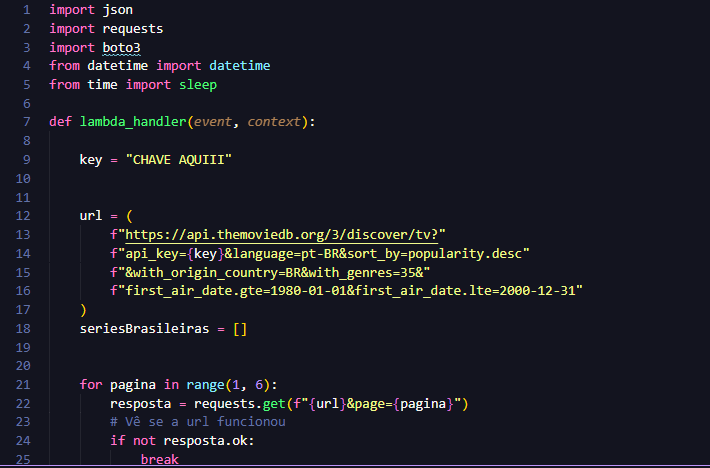 1 import json
2 import requests
3 import boto3
4 from datetime import datetime
5 from time import sleep
6
7 def lambda_handler(event, context):
8
9 key = "CHAVE AQUIII"
10
11
12 url = (
13 f"https://api.themoviedb.org/3/discover/tv?"
14 f"api_key={key}&language=pt-BR&sort_by=popularity.desc"
15 f"&with_origin_country=BR&with_genres=35&"
16 f"first_air_date.gte=1980-01-01&first_air_date.lte=2000-12-31"
17 )
18 seriesBrasileiras = []
19
20
21 for pagina in range(1, 6):
22 resposta = requests.get(f"{url}&page={pagina}")
23 # Vê se a url funcionou
24 if not resposta.ok:
25 break